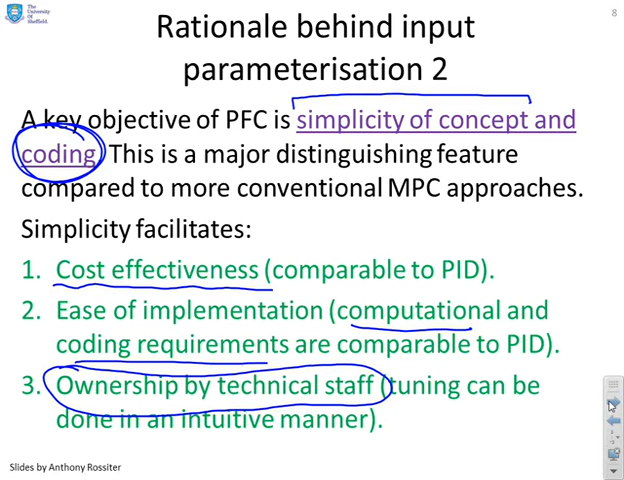 The
University
Of
Sheffield.
8
Rationale behind input
parameterisation 2
A key objective of PFC is simplicity of concept and
coding. This is a major distinguishing feature
compared to more conventional MPC approaches.
Simplicity facilitates:
1. Cost effectiveness (comparable to PID).
2. Ease of implementation (computational and
coding requirements are comparable to PID).
3. Ownership by technical staff (tuning can be
done in an intuitive manner).
Slides by Anthony Rossiter